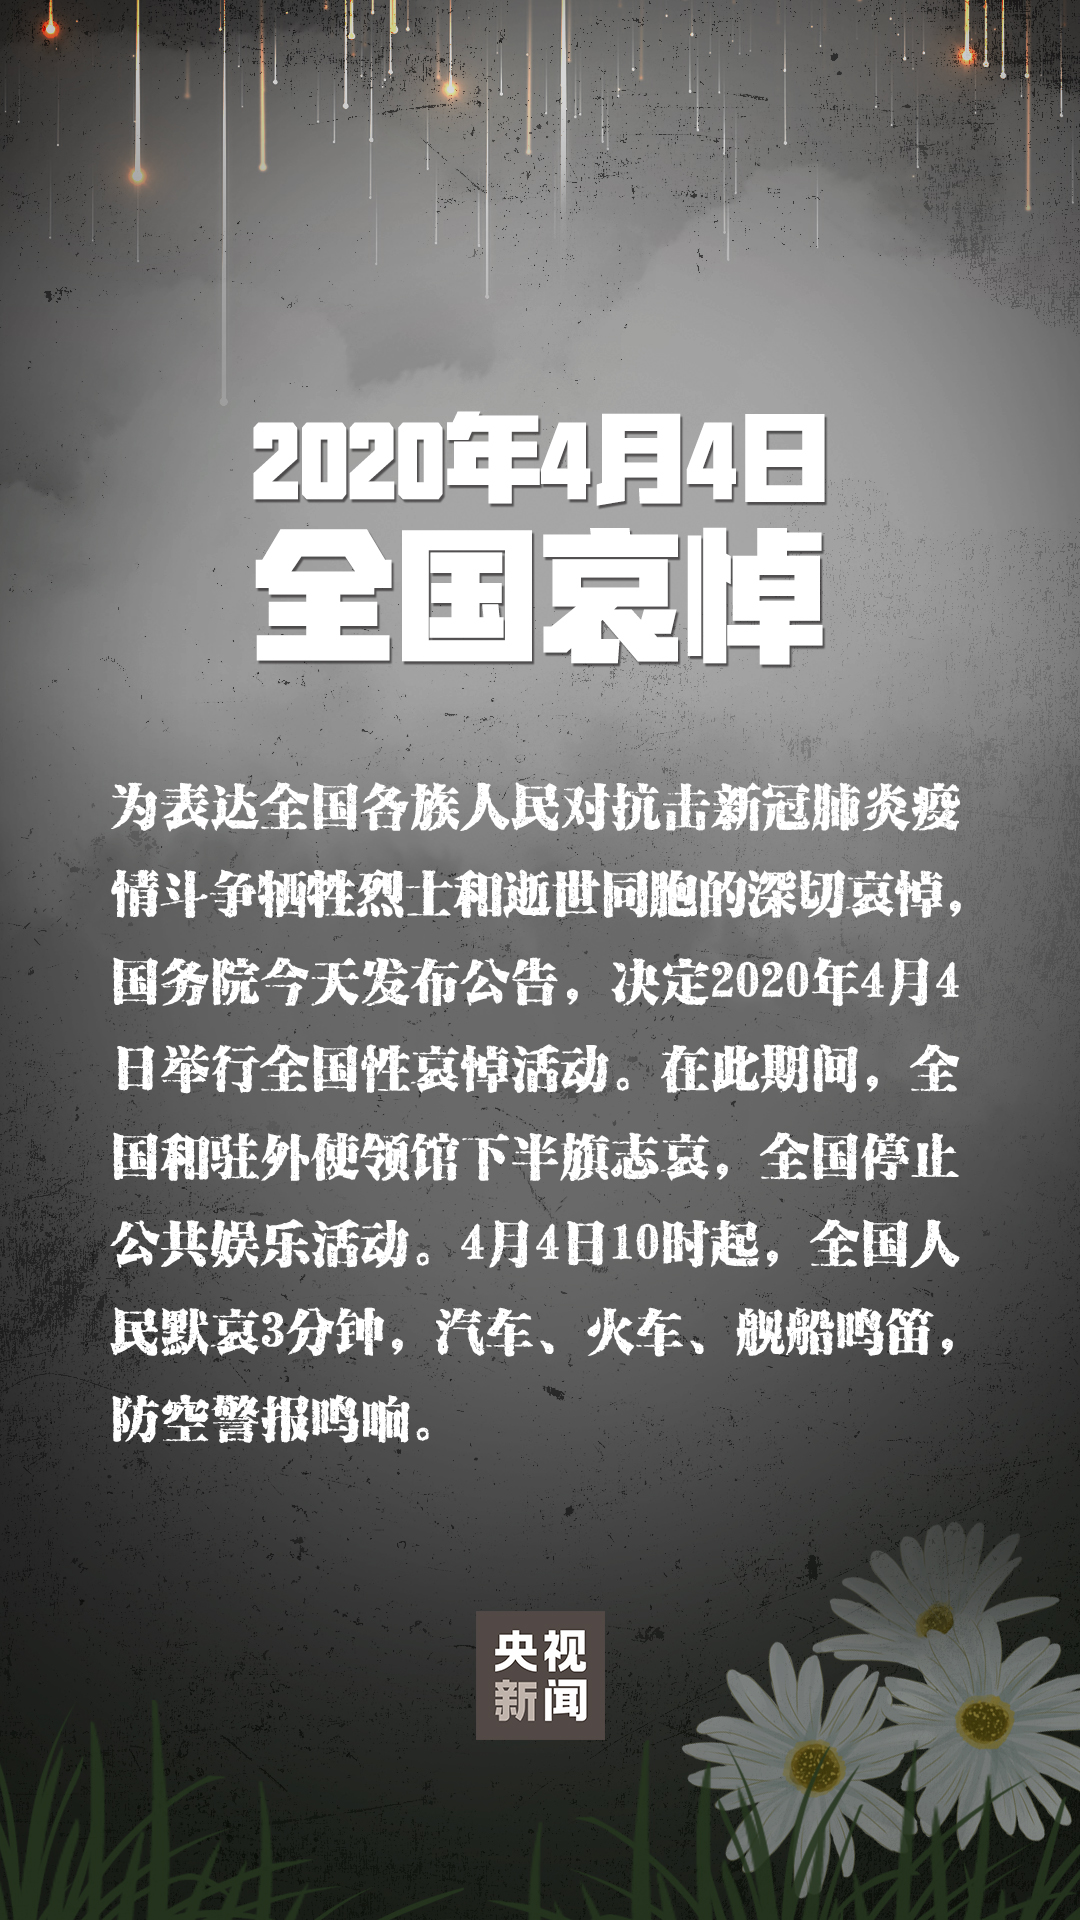 2020年4月4日
全国哀悼
为表达全国各族人民对抗击新冠肺炎疫
情斗争牺牲烈士和逝世同胞的深切哀悼，
国务院今天发布公告，决定2020年4月4
日举行全国性哀悼活动。在此期间，全
国和驻外使领馆下半旗志哀，全国停止
公共娱乐活动。4月4日10时起，全国人
民默哀3分钟，汽车、火车、舰船鸣笛，
防空警报鸣响。
央视
新闻